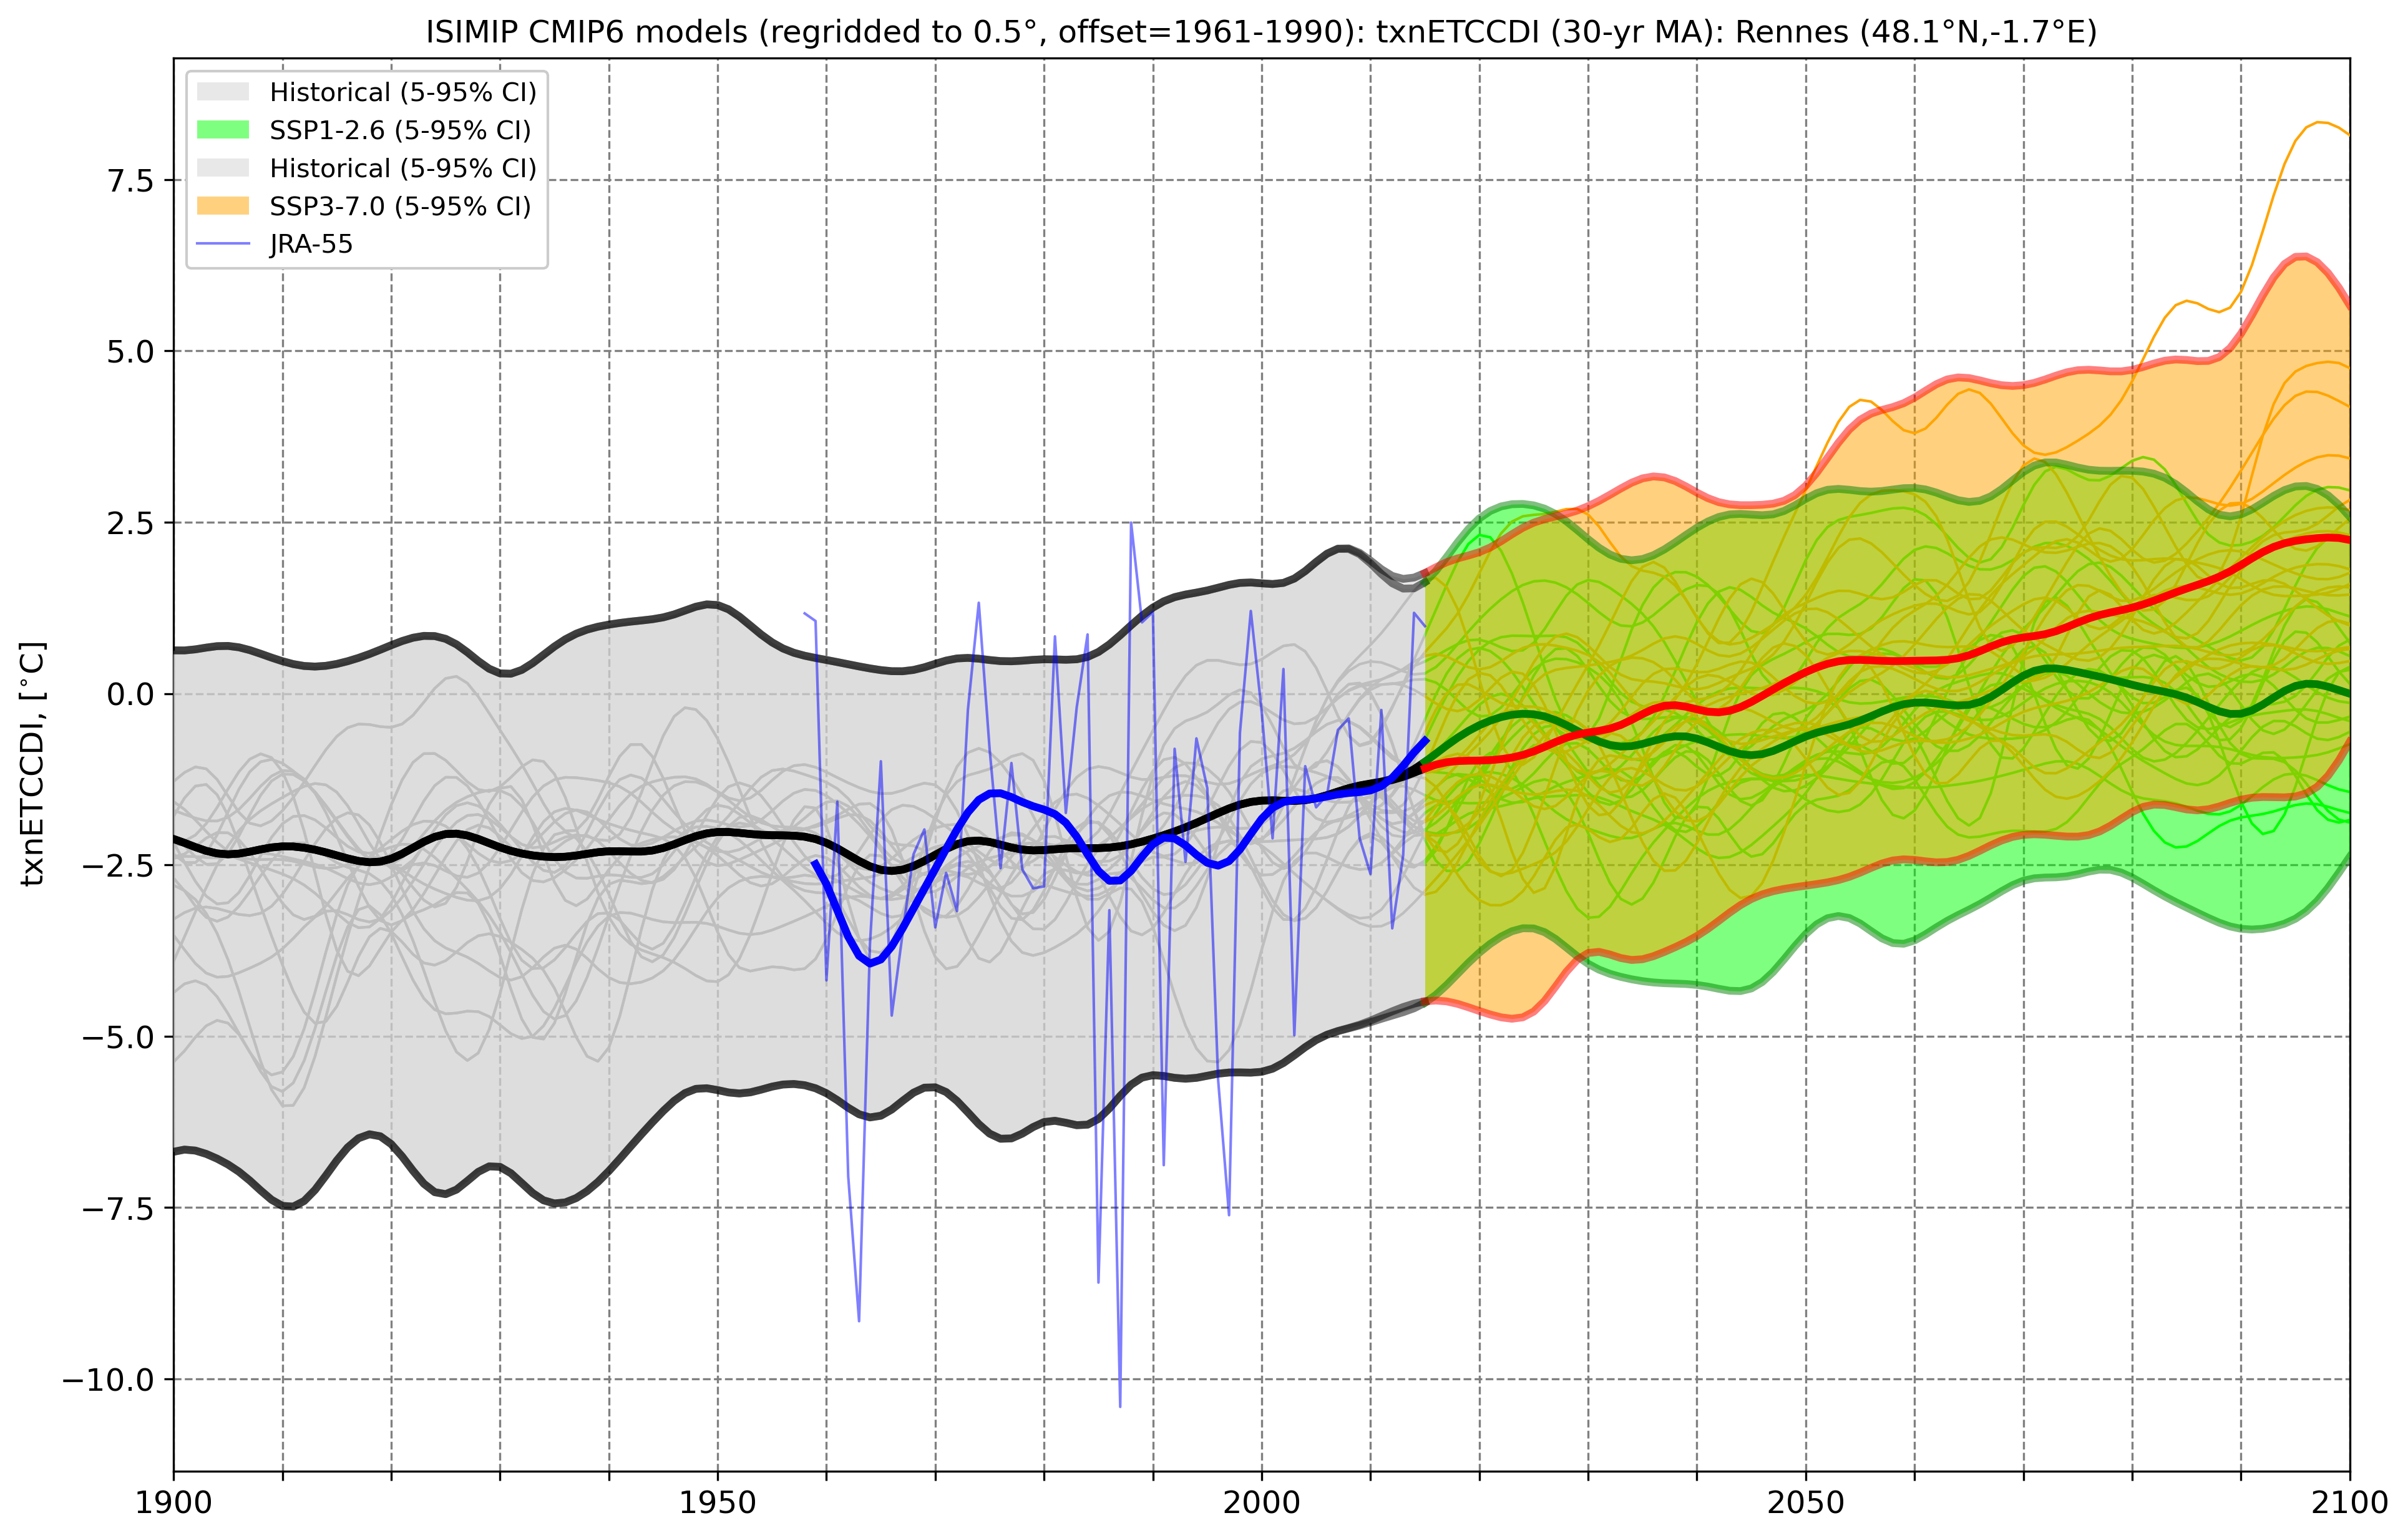 ISIMIP CMIP6 models (regridded to 0.5°, offset=1961-1990): txnETCCDI (30-yr MA): Rennes (48.1°N,-1.7°E)
Historical (5-95% CI)
SSP1-2.6 (5-95% CI)
Historical (5-95% CI)
SSP3-7.0 (5-95% CI)
JRA-55
txnETCCDI, [°C]
7.5
5.0
2.5
0.0
−2.5
−5.0
−7.5
−10.0
1900 1950 2000 2050 2100